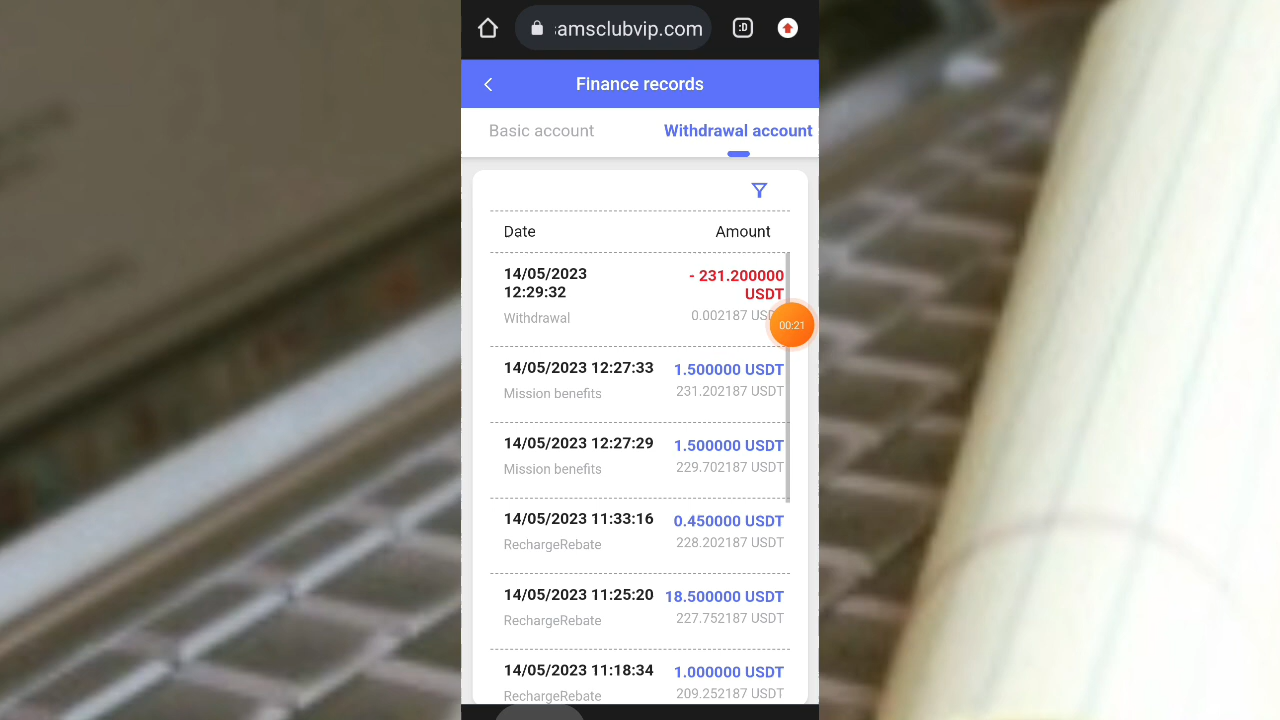 amsclubvip.com
:D
Finance records
Basic account
Withdrawal account
Date
Amount
14/05/2023
12:29:32
- 231.200000
USDT
Withdrawal
0.002187
00:21
14/05/2023 12:27:33
1.500000 USDT
Mission benefits
231.202187 USDT
14/05/2023 12:27:29
1.500000 USDT
Mission benefits
229.702187 USDT
14/05/2023 11:33:16
0.450000 USDT
RechargeRebate
228.202187 USDT
14/05/2023 11:25:20
18.500000 USDT
RechargeRebate
227.752187 USDT
14/05/2023 11:18:34
1.000000 USDT
RechargeRebate
209.252187 USDT